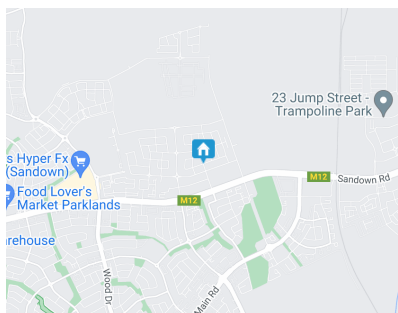 23 Jump Street -
Trampoline Park
s Hyper Fx
(Sandown)
M12
Sandown Rd
Food Lover's
Market Parklands
M12
arehouse
Wood Dr
Main Rd